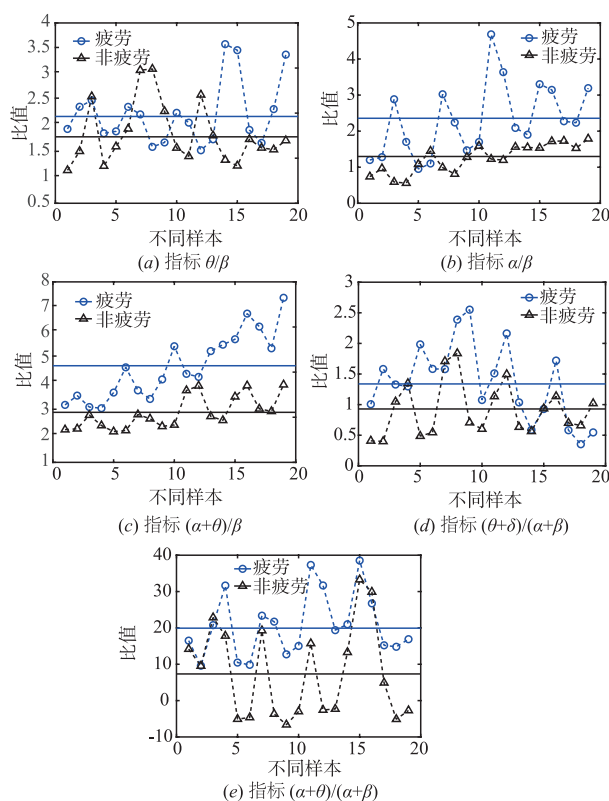 4
3.5
3
2.5
2
1.5
1
0.5
比值
疲劳
非疲劳
0 5 10 15 20
不同样本
(a) 指标 θ/β
5
4
3
2
1
0
比值
疲劳
非疲劳
0 5 10 15 20
不同样本
(b) 指标 α/β
8
7
6
5
4
3
2
1
比值
疲劳
非疲劳
0 5 10 15 20
不同样本
(c) 指标 (α+θ)/β
3
2.5
2
1.5
1
0.5
0
比值
疲劳
非疲劳
0 5 10 15 20
不同样本
(d) 指标 (θ+δ)/(α+β)
40
30
20
10
0
-10
比值
疲劳
非疲劳
0 5 10 15 20
不同样本
(e) 指标 (α+θ)/(α+β)